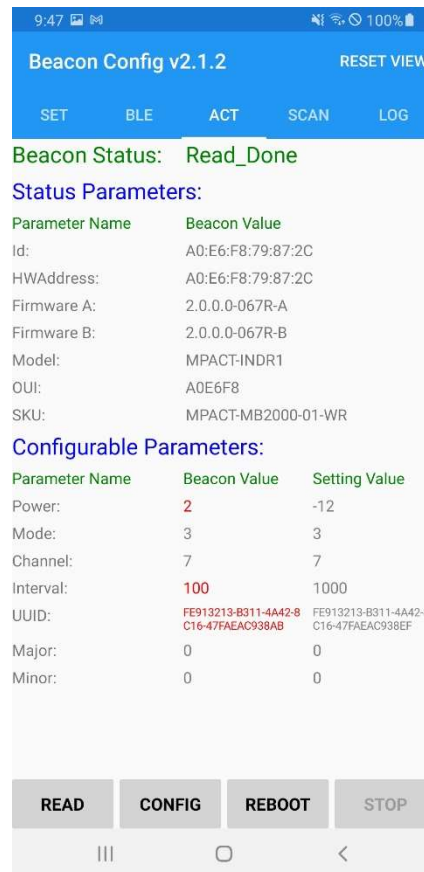 9:47 100%
Beacon Config v2.1.2 RESET VIEW
SET BLE ACT SCAN LOG
Beacon Status: Read_Done
Status Parameters:
Parameter Name Beacon Value
Id: A0:E6:F8:79:87:2C
HWAddress: A0:E6:F8:79:87:2C
Firmware A: 2.0.0.0-067R-A
Firmware B: 2.0.0.0-067R-B
Model: MPACT-INDR1
OUI: A0E6F8
SKU: MPACT-MB2000-01-WR
Configurable Parameters:
Parameter Name Beacon Value Setting Value
Power: 2 -12
Mode: 3 3
Channel: 7 7
Interval: 100 1000
UUID: FE913213-B311-4A42-8 FE913213-B311-4A42-8
C16-47FAEAC938AB C16-47FAEAC938EF
Major: 0 0
Minor: 0 0
READ CONFIG REBOOT STOP